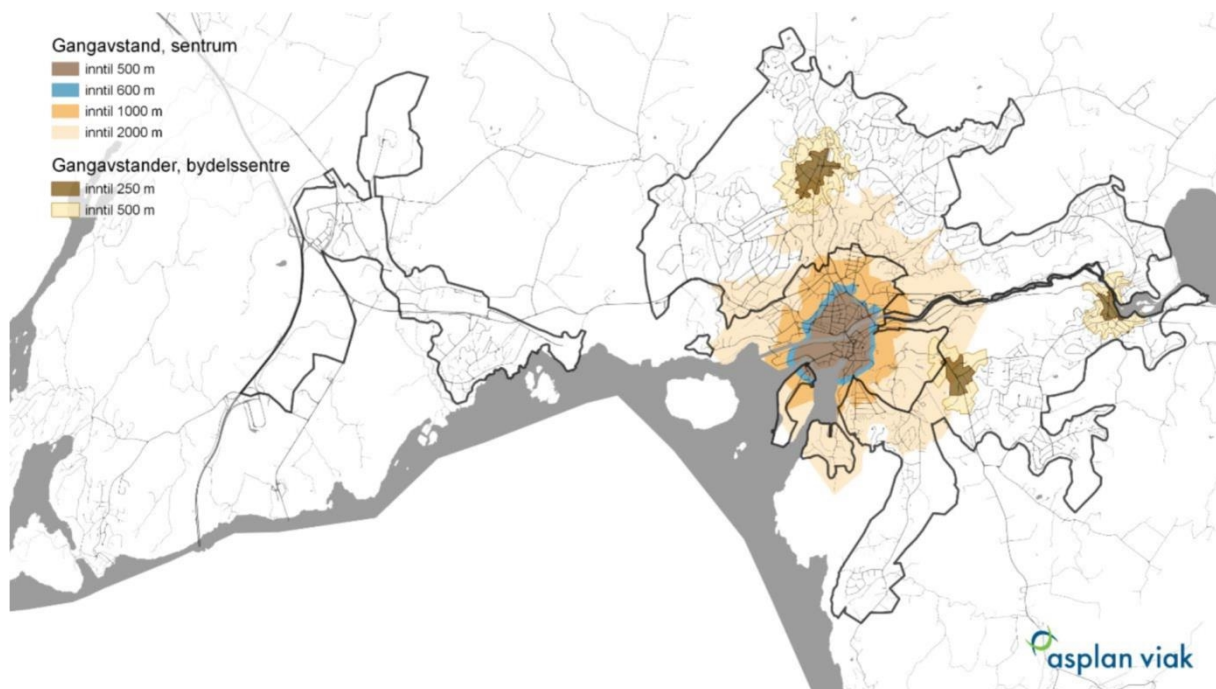 Gangavstand, sentrum
inntil 500 m
inntil 600 m
inntil 1000 m
inntil 2000 m
Gangavstander, bydelssentre
inntil 250 m
inntil 500 m
asplan viak